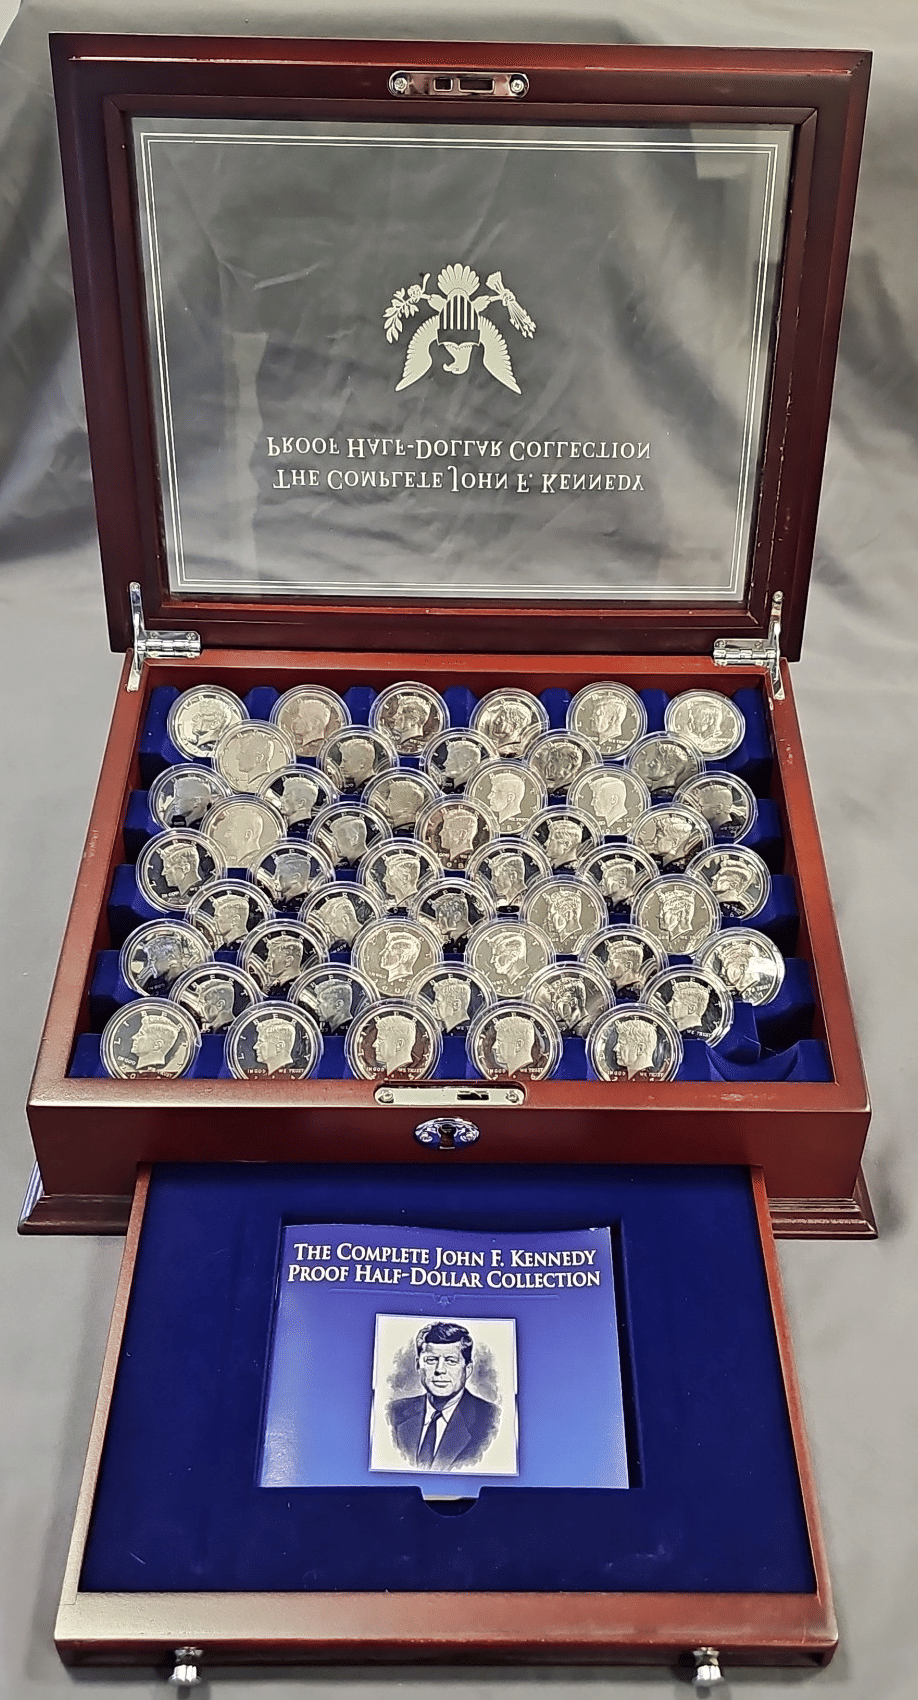 PROOF HALF-DOLLAR COLLECTION
THE COMPLETE JOHN F. KENNEDY
THE COMPLETE JOHN F. KENNEDY
PROOF HALF-DOLLAR COLLECTION